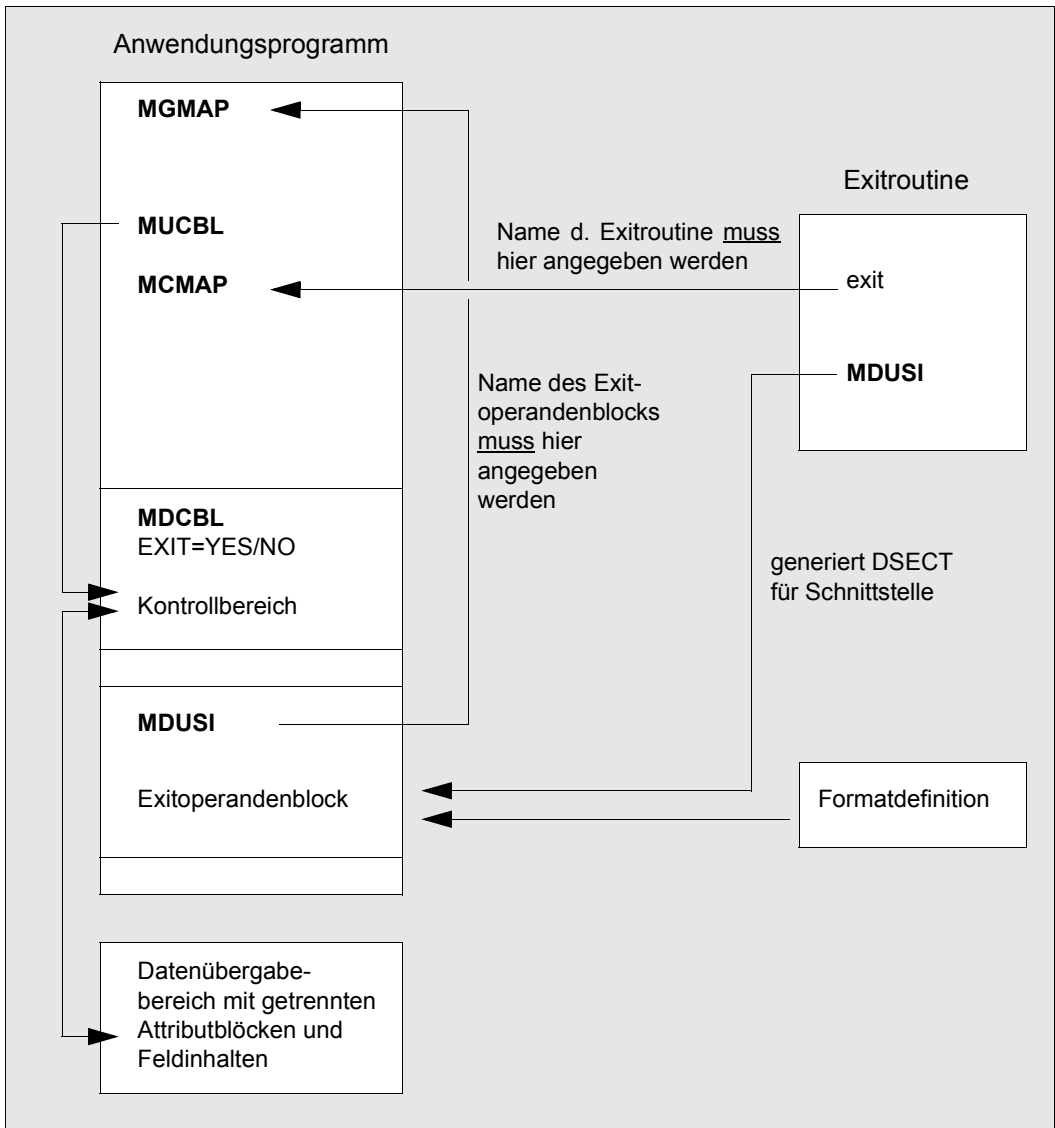 Anwendungsprogramm
MGMAP
MUCBL
MCMAP
Exitroutine
Name d. Exitroutine muss
hier angegeben werden
exit
MDUSI
Name des Exit-
operandenblocks
muss hier
angegeben
werden
MDCBL
EXIT=YES/NO
Kontrollbereich
generiert DSECT
für Schnittstelle
MDUSI
Exitoperandenblock
Formatdefinition
Datenübergabe-
bereich mit getrennten
Attributblöcken und
Feldinhalten